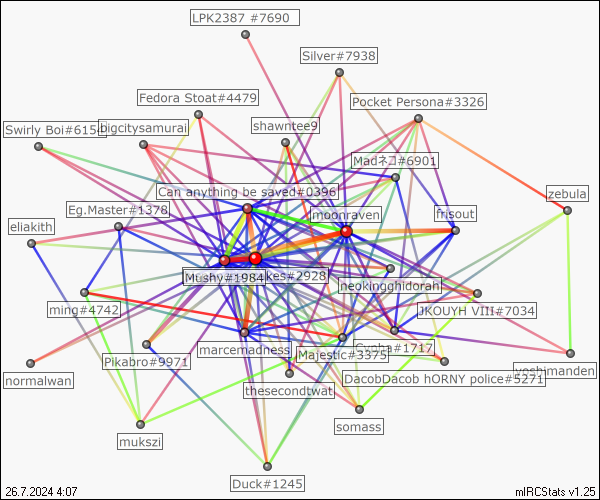 LPK2387 #7690
Silver#7938
Fedora Stoat#4479
Pocket Persona#3326
Swirly Boi#6154
bigcitysamurai
shawntee9
Madネコ#6901
Can anything be saved#0396
zebula
Eg.Master#1378
moonraven
frisout
eliakith
Mushy#1984
kes#2928
neokingghidorah
ming#4742
JKOUYH VIII#7034
marcemadness
Majestic#3375
#1717
Pikabro#9971
yoshimanden
normalwan
DacobDacob hORNY police#5271
thesecondtwat
somass
mukszi
Duck#1245
26.7.2024 4:07
mIRCStats v1.25